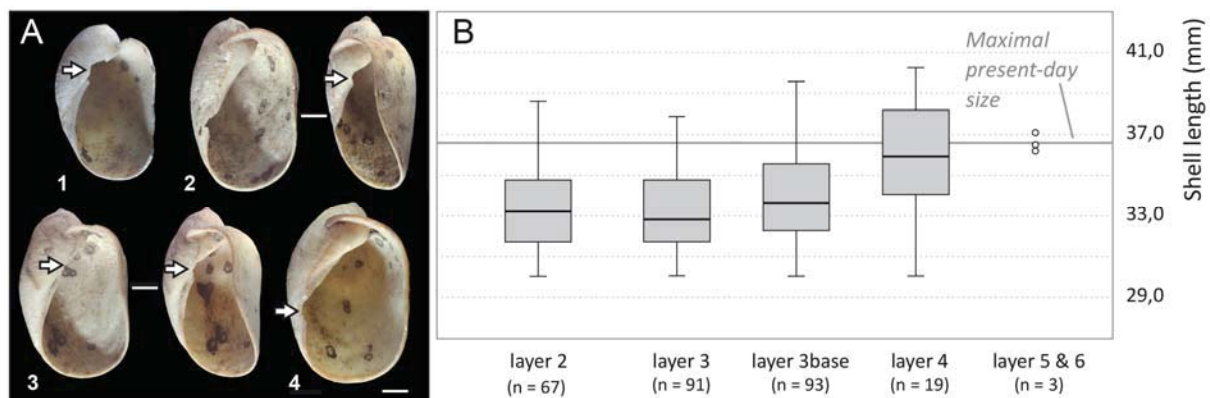 A
1
2
3
4
B
Maximal
present-day
size
41,0
37,0
33,0
29,0
Shell length (mm)
layer 2
(n = 67)
layer 3
(n = 91)
layer 3base
(n = 93)
layer 4
(n = 19)
layer 5 & 6
(n = 3)